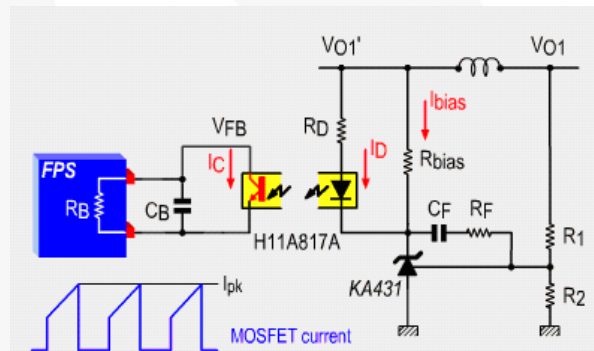 VO1'
VO1
Ibias
VFB
RD
ID
Rbias
IC
FPS
RB
CB
CF
RF
H11A817A
R1
KA431
R2
Ipk
MOSFET current